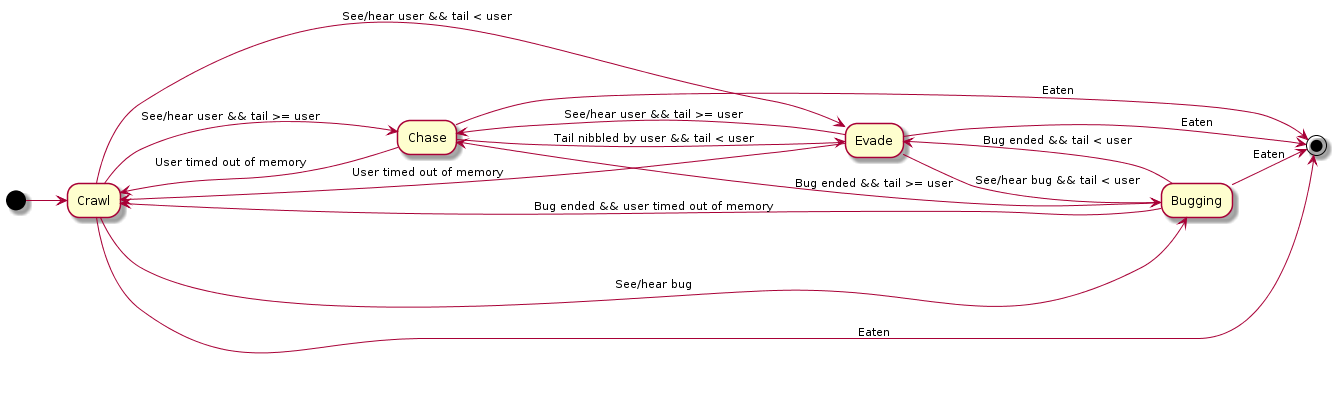 See/hear user && tail < user
Eaten
See/hear user && tail >= user
See/hear user && tail >= user
Eaten
Chase
Tail nibbled by user && tail < user
Evade
Bug ended && tail < user
User timed out of memory
Eaten
User timed out of memory
Bug ended && tail >= user
See/hear bug && tail < user
Crawl
Bug ended && user timed out of memory
Bugging
See/hear bug
Eaten